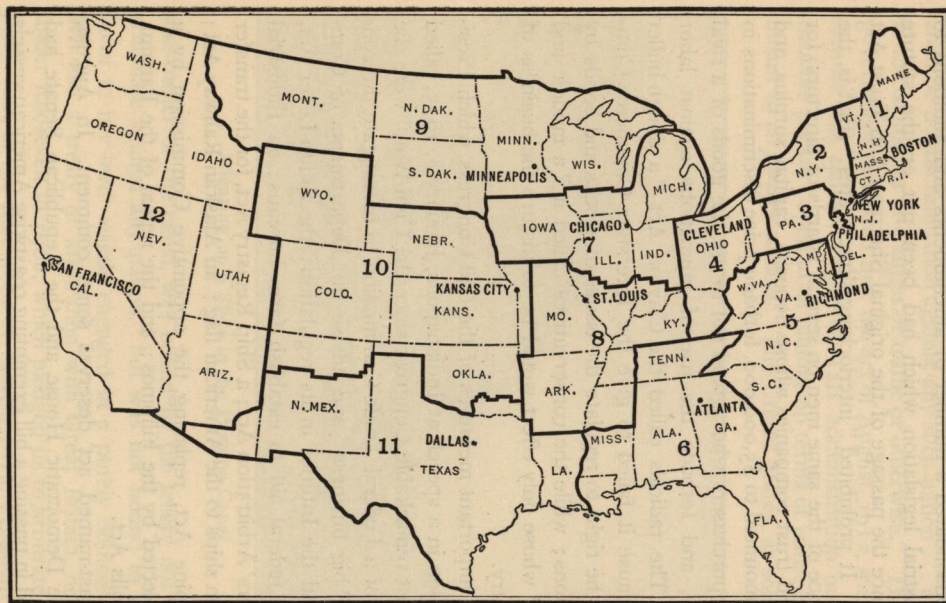 WASH.
MONT.
N. DAK.
9
MINN.
MAINE
1
VT.
N.H.
OREGON
IDAHO
2
N.Y.
MASS.
BOSTON
CT.
R.I.
WIS.
S. DAK.
MINNEAPOLIS
MICH.
WYO.
12
NEV.
IOWA
CHICAGO
7
ILL.
IND.
CLEVELAND
OHIO
4
PA.
3
NEW YORK
N.J.
PHILADELPHIA
NEBR.
MD.
DEL.
SAN FRANCISCO
CAL.
UTAH
10
COLO.
KANSAS CITY
KANS.
ST. LOUIS
MO.
8
KY.
W.VA.
VA.
RICHMOND
5
N.C.
ARIZ.
N.MEX.
OKLA.
ARK.
TENN.
S.C.
11
DALLAS
TEXAS
LA.
MISS.
ALA.
6
ATLANTA
GA.
FLA.